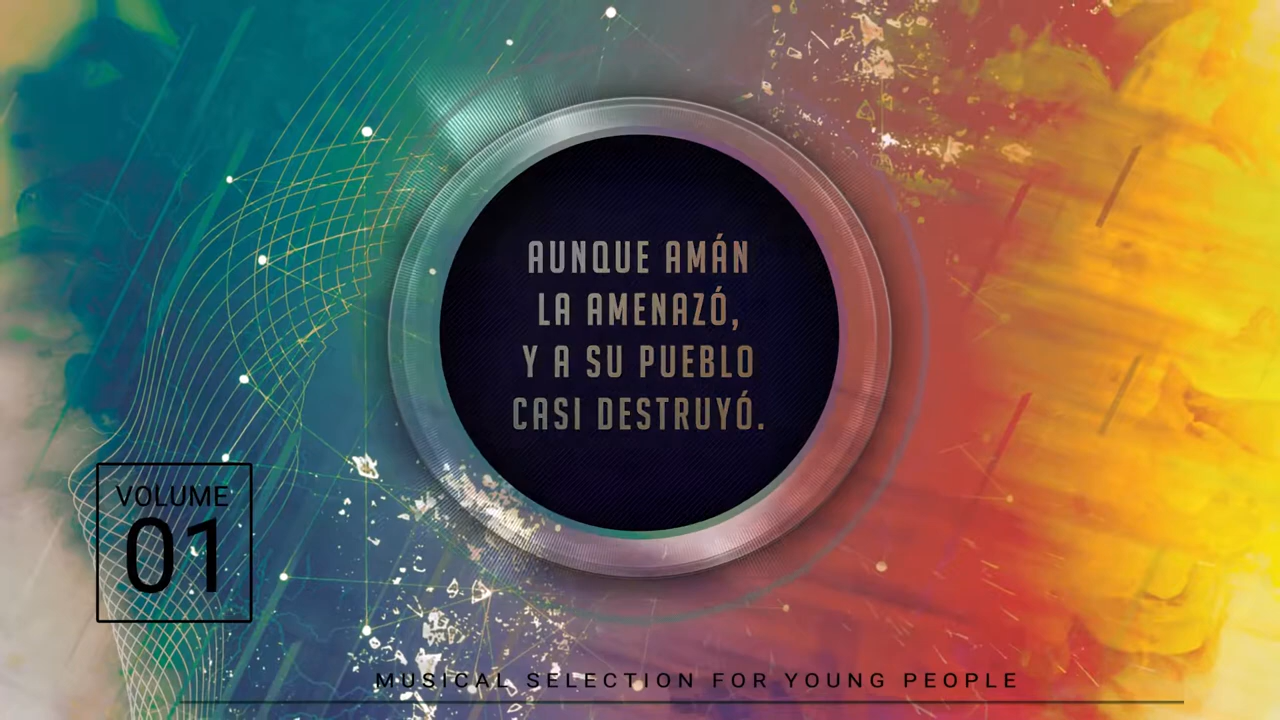 AUNQUE AMÁN
LA AMENAZÓ,
Y A SU PUEBLO
CASI DESTRUYÓ.
VOLUME
01
MUSICAL SELECTION FOR YOUNG PEOPLE